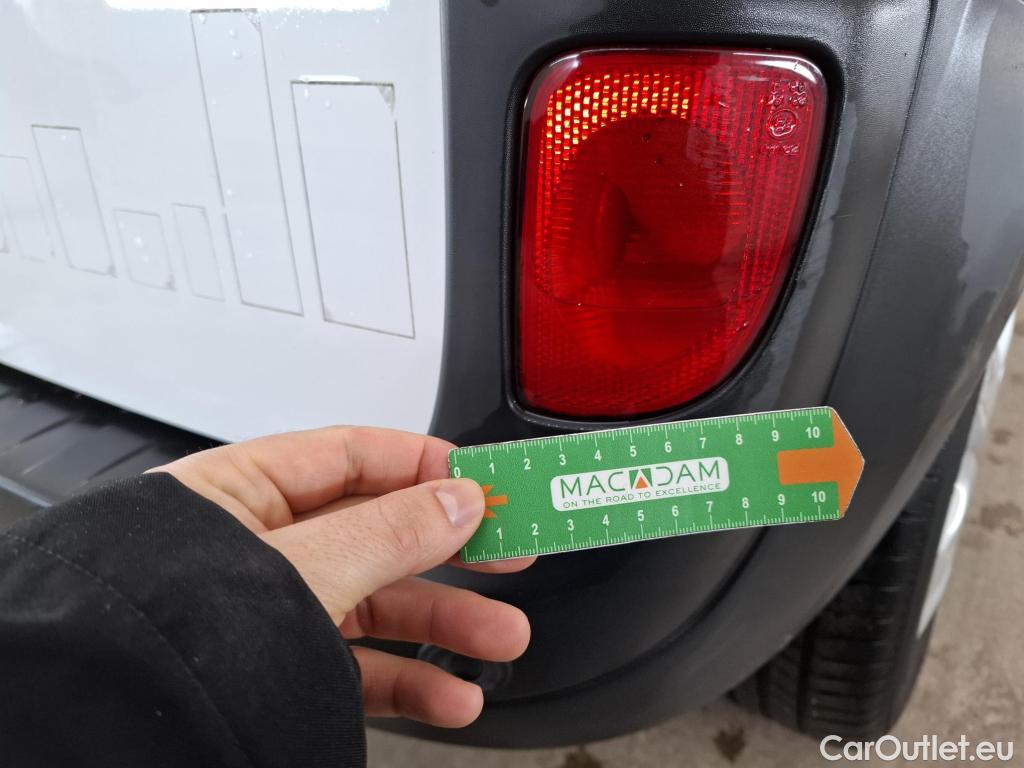 0 1 2 3 4 5 6 7 8 9 10
MACADAM
ON THE ROAD TO EXCELLENCE
1 2 3 4 5 6 7 8 9 10
CarOutlet.eu